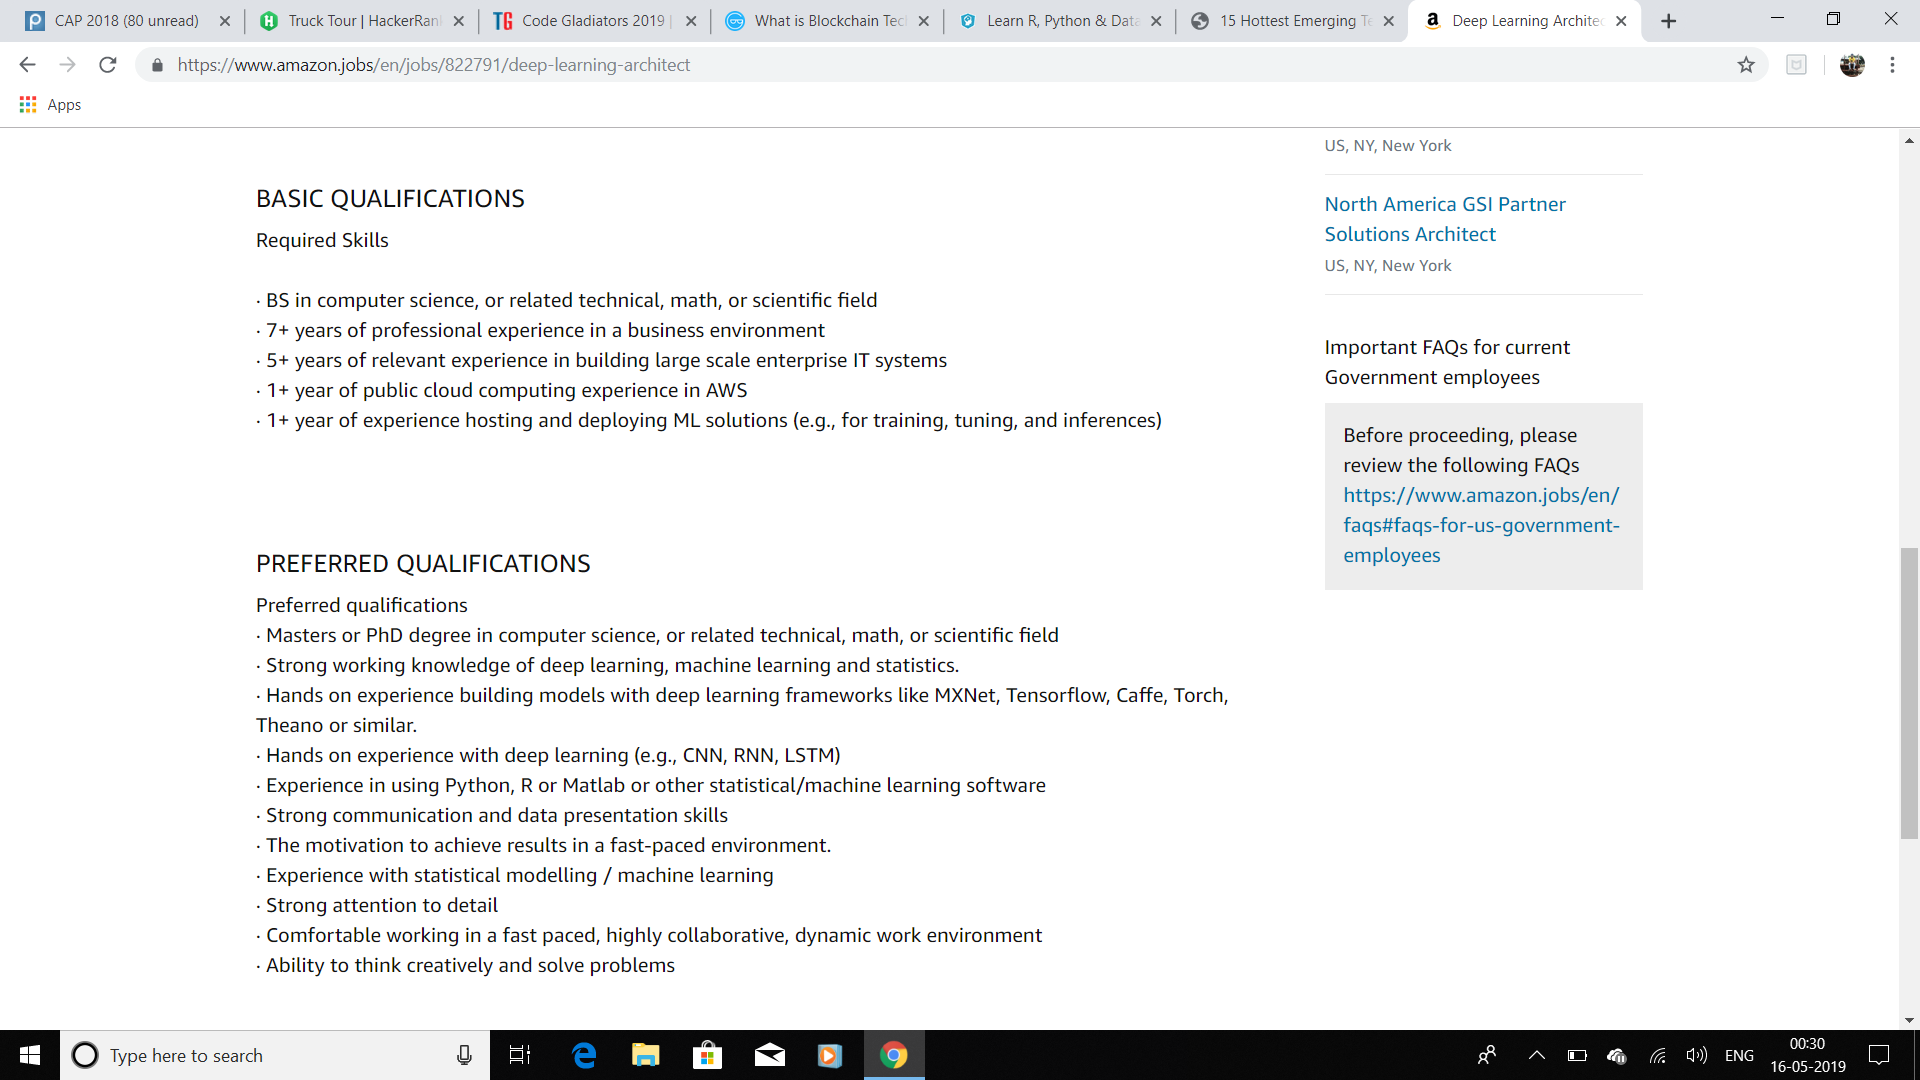 CAP 2018 (80 unread)
Truck Tour | HackerRan
Code Gladiators 2019 |
What is Blockchain Tec
Learn R, Python & Data
15 Hottest Emerging Te
Deep Learning Architec
https://www.amazon.jobs/en/jobs/822791/deep-learning-architect
Apps
BASIC QUALIFICATIONS
Required Skills
· BS in computer science, or related technical, math, or scientific field
· 7+ years of professional experience in a business environment
· 5+ years of relevant experience in building large scale enterprise IT systems
· 1+ year of public cloud computing experience in AWS
· 1+ year of experience hosting and deploying ML solutions (e.g., for training, tuning, and inferences)
PREFERRED QUALIFICATIONS
Preferred qualifications
· Masters or PhD degree in computer science, or related technical, math, or scientific field
· Strong working knowledge of deep learning, machine learning and statistics.
· Hands on experience building models with deep learning frameworks like MXNet, Tensorflow, Caffe, Torch,
Theano or similar.
· Hands on experience with deep learning (e.g., CNN, RNN, LSTM)
· Experience in using Python, R or Matlab or other statistical/machine learning software
· Strong communication and data presentation skills
· The motivation to achieve results in a fast-paced environment.
· Experience with statistical modelling / machine learning
· Strong attention to detail
· Comfortable working in a fast paced, highly collaborative, dynamic work environment
· Ability to think creatively and solve problems
US, NY, New York
North America GSI Partner
Solutions Architect
US, NY, New York
Important FAQs for current
Government employees
Before proceeding, please
review the following FAQs
https://www.amazon.jobs/en/
faqs#faqs-for-us-government-
employees
Type here to search
ENG
00:30
16-05-2019